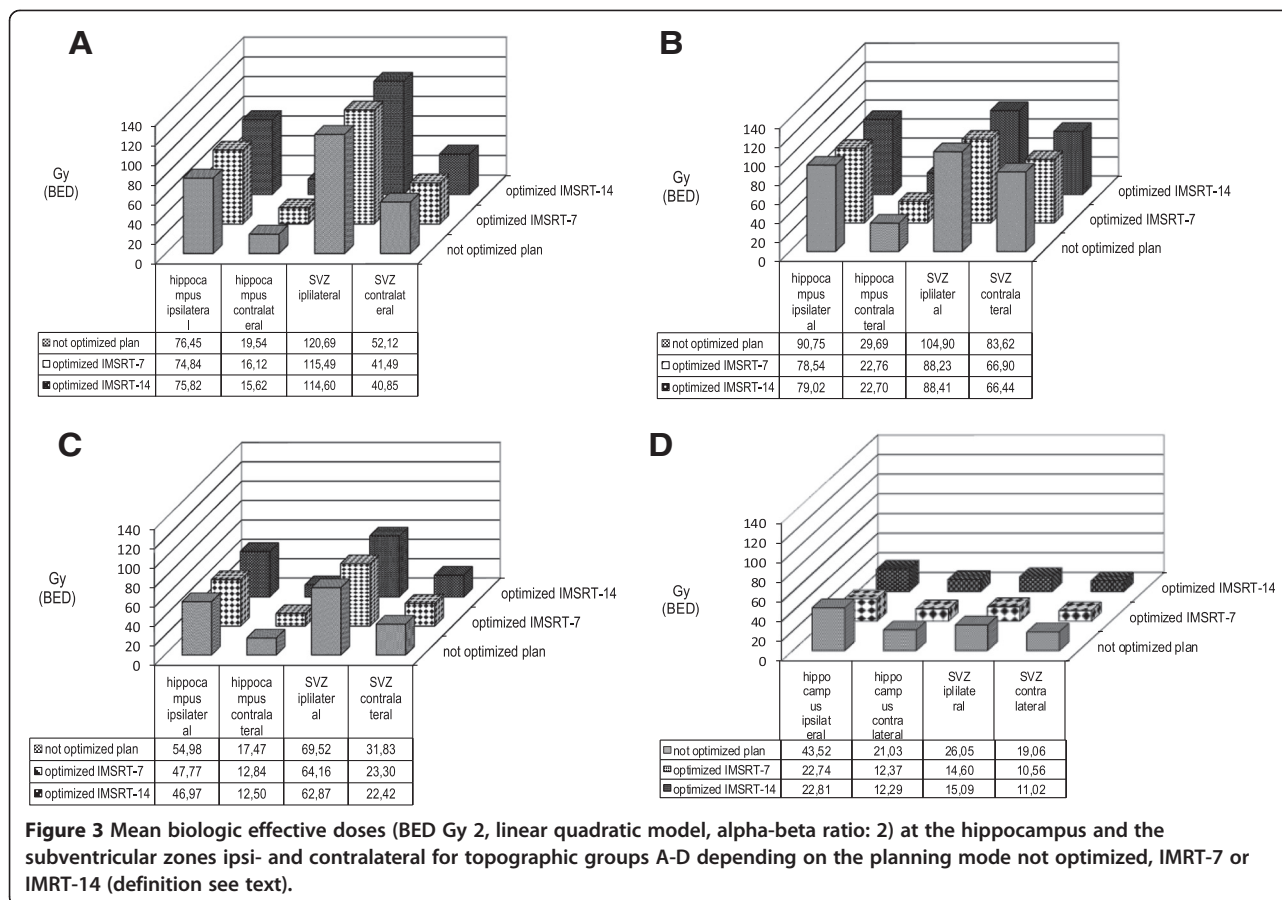 A
140
120
100
80
60
40
20
0
Gy
(BED)
optimized IMSRT-14
optimized IMSRT-7
not optimized plan
hippoca
mpus
ipsilatera
l
hippoca
mpus
contralat
eral
SVZ
iplilateral
SVZ
contralat
eral
not optimized plan 76,45 19,54 120,69 52,12
optimized IMSRT-7 74,84 16,12 115,49 41,49
optimized IMSRT-14 75,82 15,62 114,60 40,85
B
140
120
100
80
60
40
20
0
Gy
(BED)
optimized IMSRT-14
optimized IMSRT-7
not optimized plan
hippoca
mpus
ipsilater
al
hippoca
mpus
contrala
teral
SVZ
iplilater
al
SVZ
contrala
teral
not optimized plan 90,75 29,69 104,90 83,62
optimized IMSRT-7 78,54 22,76 88,23 66,90
optimized IMSRT-14 79,02 22,70 88,41 66,44
C
140
120
100
80
60
40
20
0
Gy
(BED)
optimized IMSRT-14
optimized IMSRT-7
not optimized plan
hippoca
mpus
ipsilater
al
hippoca
mpus
contrala
teral
SVZ
iplilater
al
SVZ
contrala
teral
not optimized plan 54,98 17,47 69,52 31,83
optimized IMSRT-7 47,77 12,84 64,16 23,30
optimized IMSRT-14 46,97 12,50 62,87 22,42
D
140
120
100
80
60
40
20
0
Gy
(BED)
optimized IMSRT-14
optimized IMSRT-7
not optimized plan
hippo
camp
us
ipsilat
eral
hippo
camp
us
contra
lateral
SVZ
iplilate
ral
SVZ
contra
lateral
not optimized plan 43,52 21,03 26,05 19,06
optimized IMSRT-7 22,74 12,37 14,60 10,56
optimized IMSRT-14 22,81 12,29 15,09 11,02
Figure 3 Mean biologic effective doses (BED Gy 2, linear quadratic model, alpha-beta ratio: 2) at the hippocampus and the
subventricular zones ipsi- and contralateral for topographic groups A-D depending on the planning mode not optimized, IMRT-7 or
IMRT-14 (definition see text).